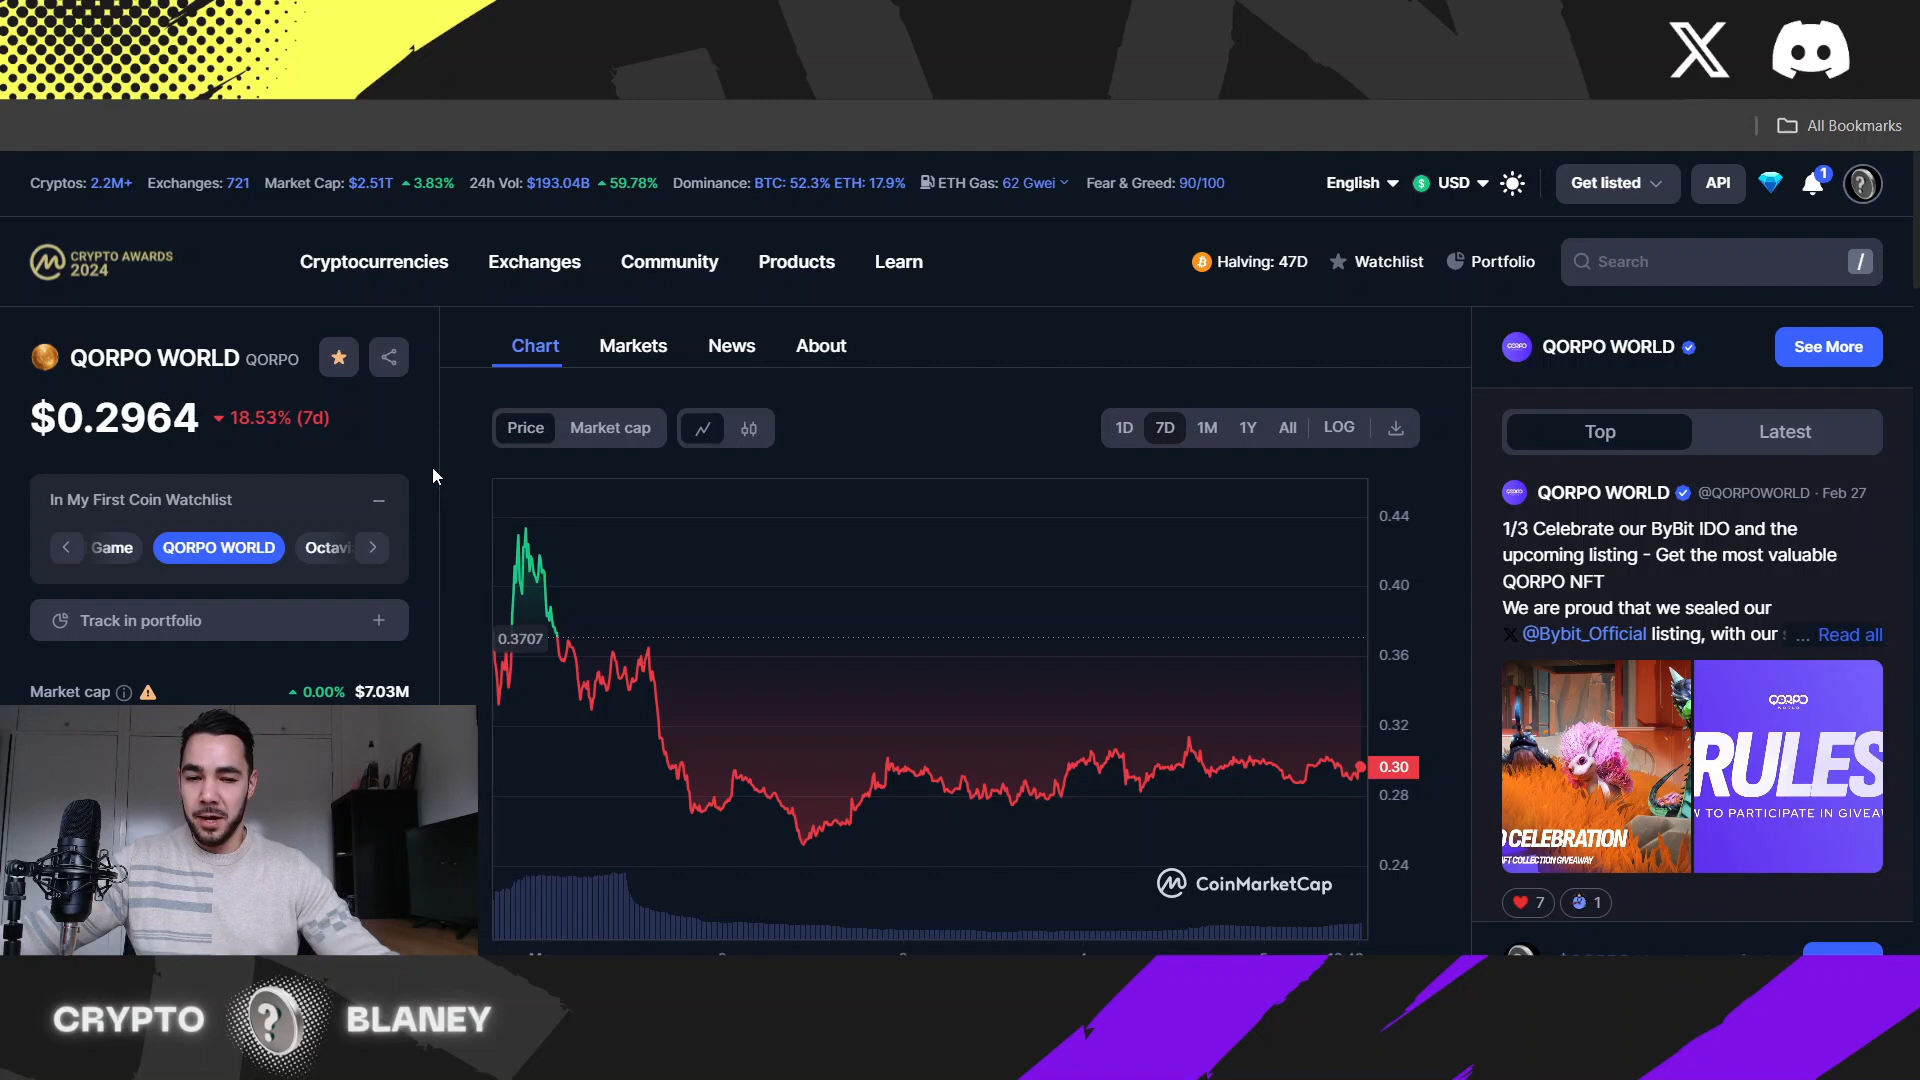 All Bookmarks
Cryptos: 2.2M+ Exchanges: 721 Market Cap: $2.51T 3.83% 24h Vol: $193.04B 59.78% Dominance: BTC: 52.3% ETH: 17.9% ETH Gas: 62 Gwei Fear & Greed: 90/100
English USD Get listed API 1
CRYPTO AWARDS
2024
Cryptocurrencies Exchanges Community Products Learn
Halving: 47D Watchlist Portfolio Search /
QORPO WORLD QORPO
$0.2964 18.53% (7d)
In My First Coin Watchlist
Game QORPO WORLD Octavi
Track in portfolio
Market cap 0.00% $7.03M
Chart Markets News About
Price Market cap
1D 7D 1M 1Y All LOG
0.44
0.40
0.3707
0.36
0.32
0.30
0.28
0.24
CoinMarketCap
QORPO WORLD See More
Top Latest
QORPO WORLD @QORPOWORLD · Feb 27
1/3 Celebrate our ByBit IDO and the
upcoming listing - Get the most valuable
QORPO NFT
We are proud that we sealed our
@Bybit_Official listing, with our ... Read all
CELEBRATION
COLLECTION GIVEAWAY
QORPO
WORLD
RULES
TO PARTICIPATE IN
7 1
CRYPTO BLANEY